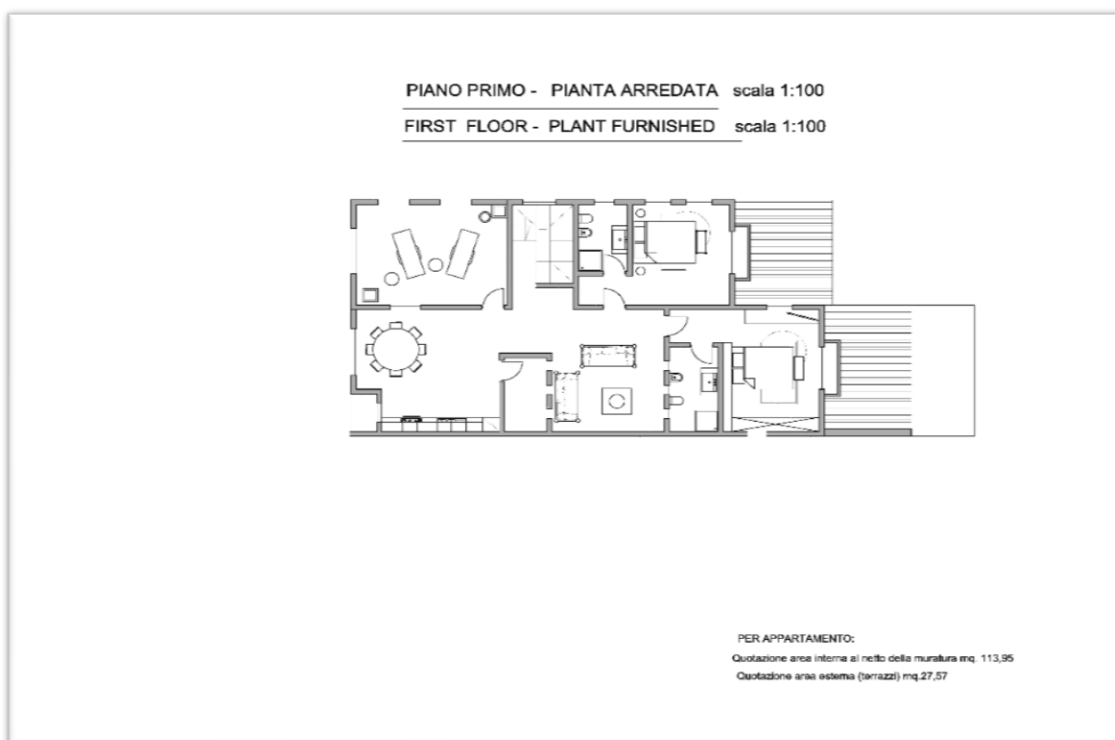 PIANO PRIMO - PIANTA ARREDATA scala 1:100
FIRST FLOOR - PLANT FURNISHED scala 1:100
PER APPARTAMENTO:
Quotazione area interna al netto della muratura mq. 113,95
Quotazione area esterna (terrazzi) mq.27,57